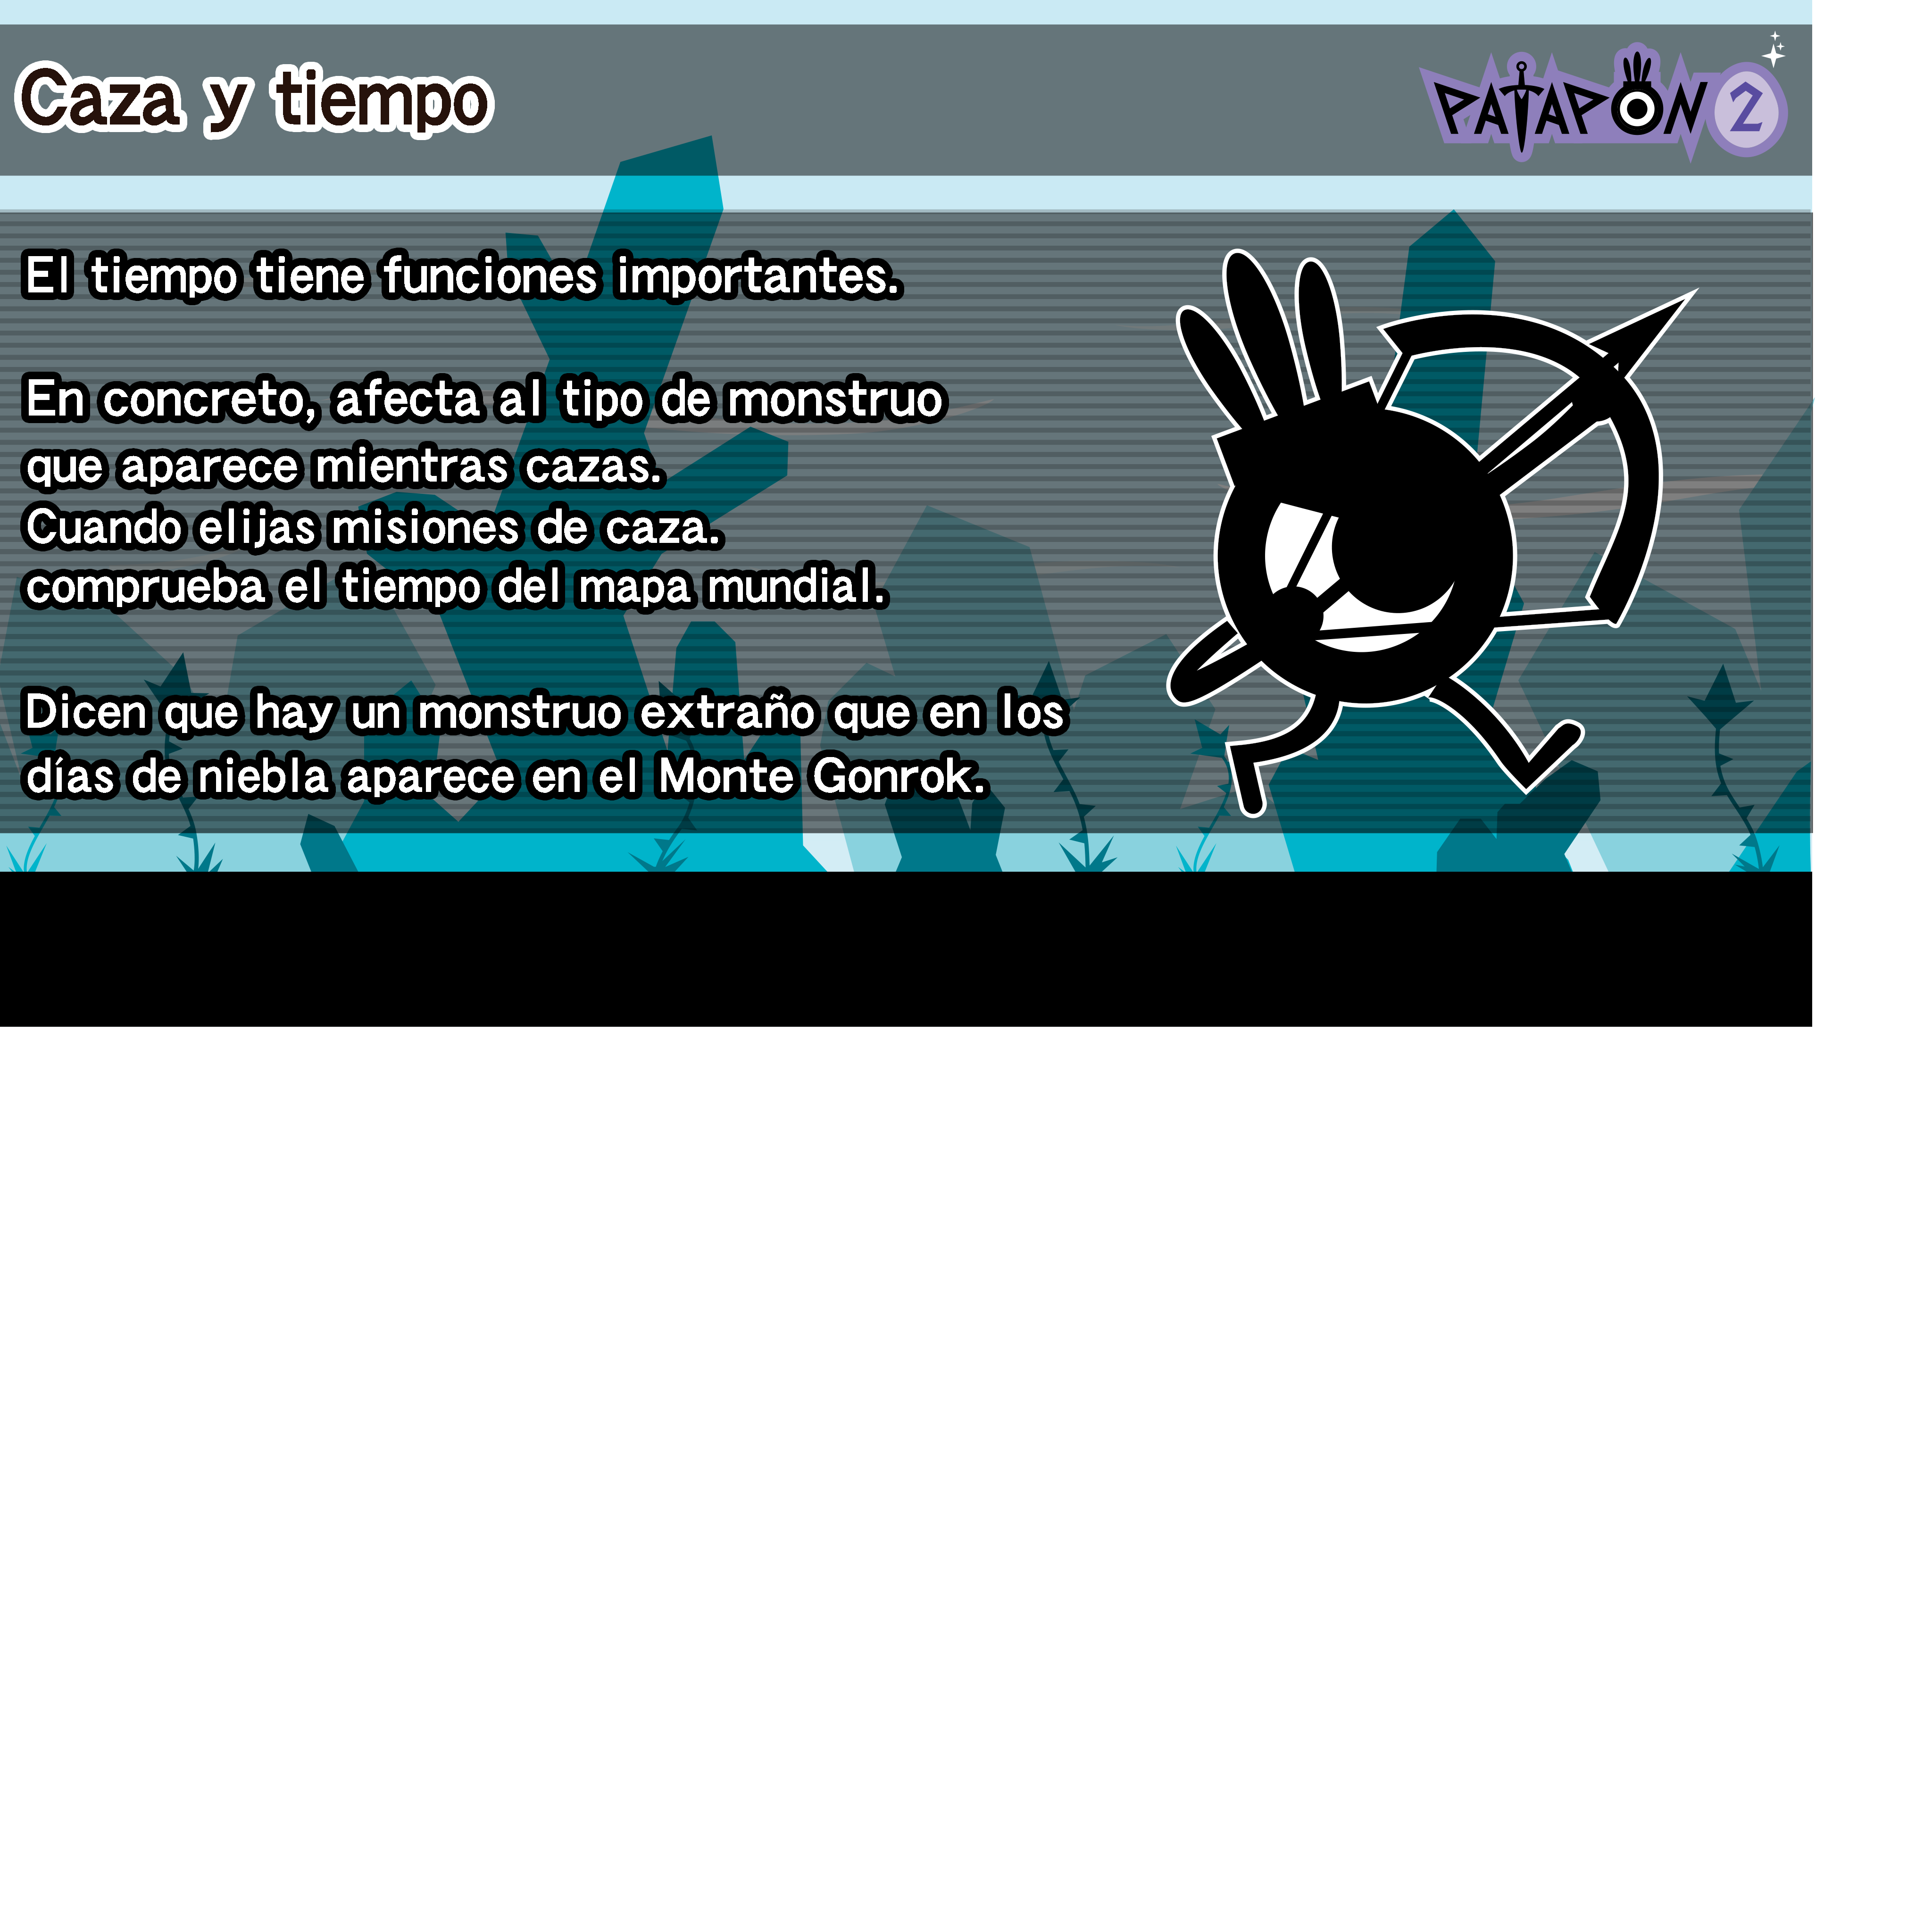 Caza y tiempo
PATAPON 2
El tiempo tiene funciones importantes.
En concreto, afecta al tipo de monstruo
que aparece mientras cazas.
Cuando elijas misiones de caza.
comprueba el tiempo del mapa mundial.
Dicen que hay un monstruo extraño que en los
días de niebla aparece en el Monte Gonrok.